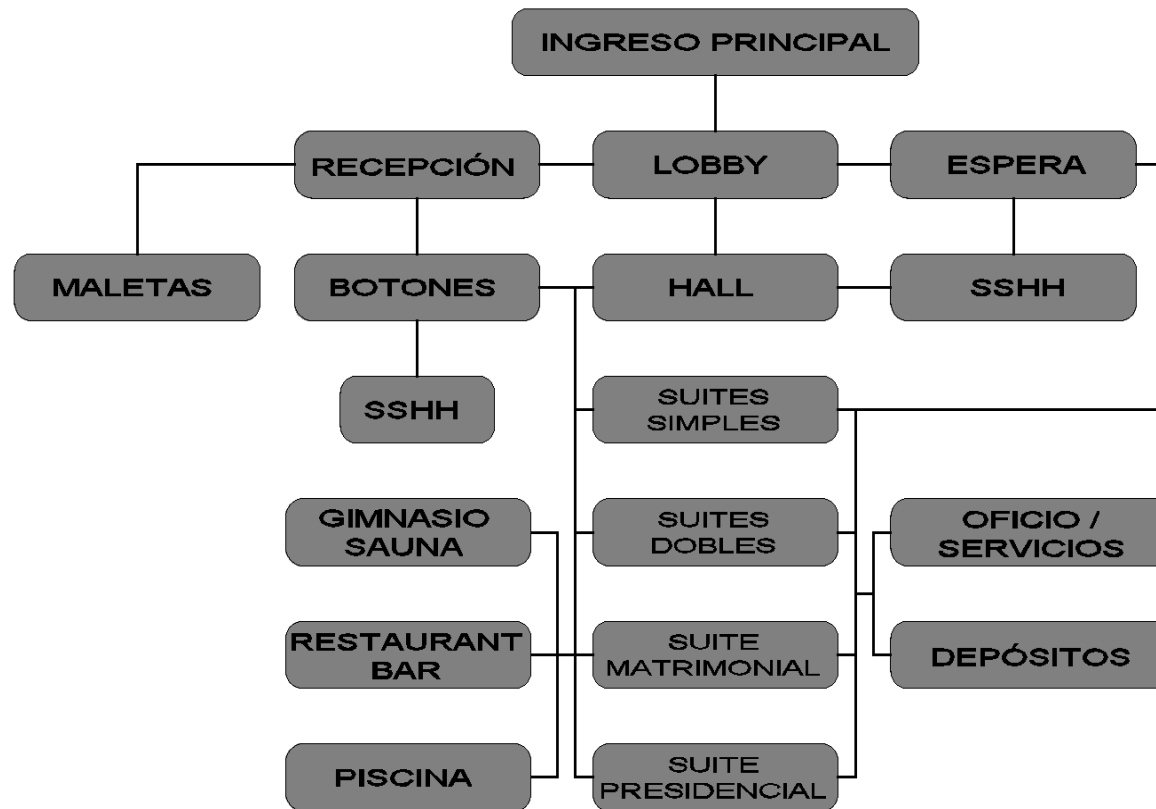 INGRESO PRINCIPAL
RECEPCIÓN
LOBBY
ESPERA
MALETAS
BOTONES
HALL
SSHH
SSHH
SUITES
SIMPLES
GIMNASIO
SAUNA
SUITES
DOBLES
OFICIO /
SERVICIOS
RESTAURANT
BAR
SUITE
MATRIMONIAL
DEPÓSITOS
PISCINA
SUITE
PRESIDENCIAL